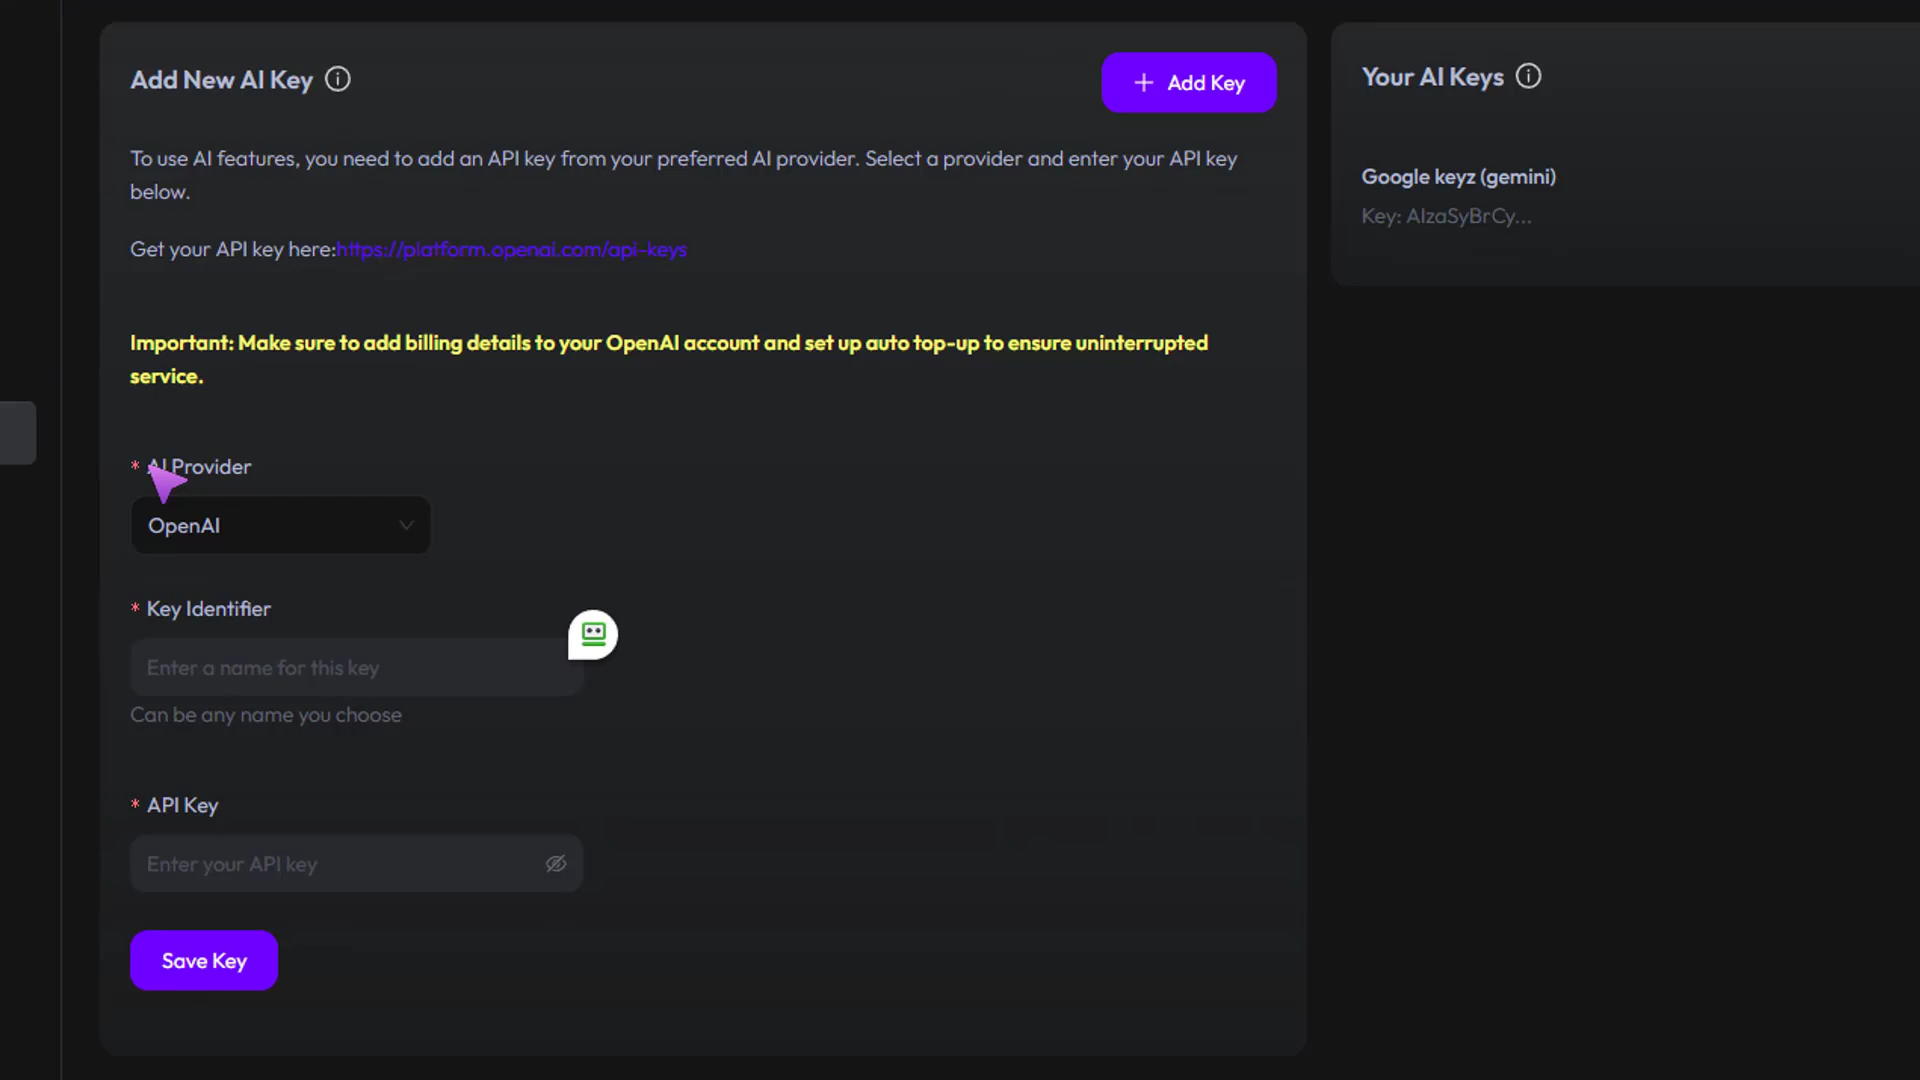 Add New AI Key
+ Add Key
To use AI features, you need to add an API key from your preferred AI provider. Select a provider and enter your API key
below.
Get your API key here:https://platform.openai.com/api-keys
Important: Make sure to add billing details to your OpenAI account and set up auto top-up to ensure uninterrupted
service.
* AI Provider
OpenAI
* Key Identifier
Enter a name for this key
Can be any name you choose
* API Key
Enter your API key
Save Key
Your AI Keys
Google keyz (gemini)
Key: AIzaSyBrCy...